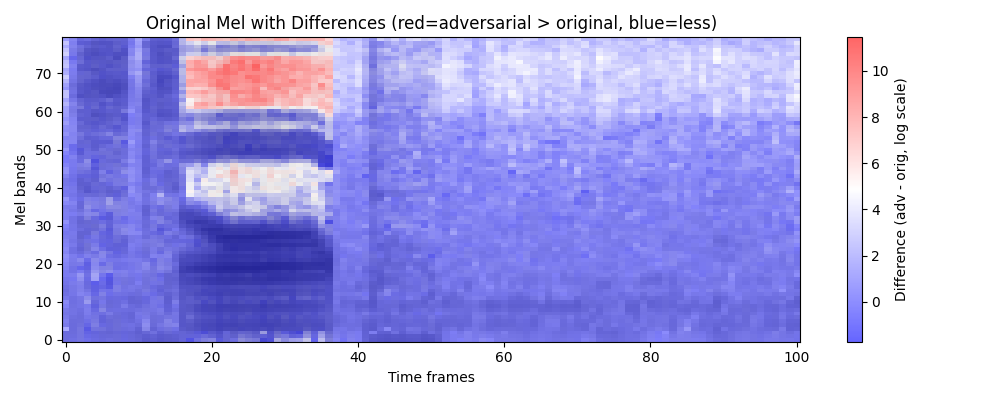 Original Mel with Differences (red=adversarial > original, blue=less)
Mel bands
70
60
50
40
30
20
10
0
0 20 40 60 80 100
Time frames
10
8
6
4
2
0
Difference (adv - orig, log scale)